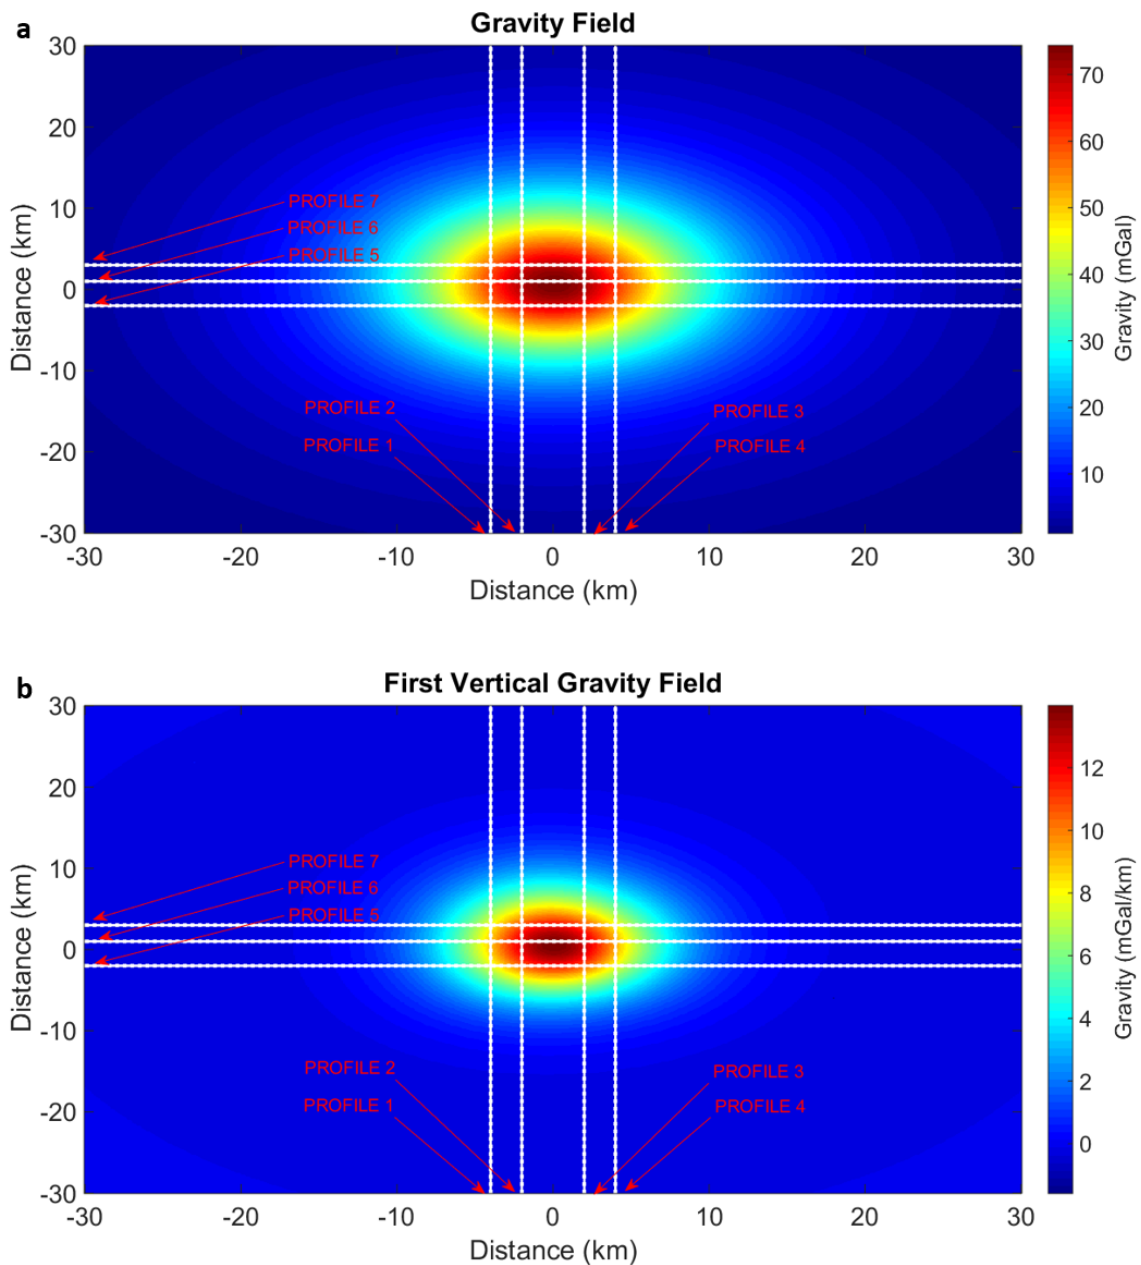 a
Gravity Field
30
20
10
0
-10
-20
-30
Distance (km)
PROFILE 7
PROFILE 6
PROFILE 5
PROFILE 2
PROFILE 1
PROFILE 3
PROFILE 4
-30
-20
-10
0
10
20
30
Distance (km)
70
60
50
40
30
20
10
Gravity (mGal)
b
First Vertical Gravity Field
30
20
10
0
-10
-20
-30
Distance (km)
PROFILE 7
PROFILE 6
PROFILE 5
PROFILE 2
PROFILE 1
PROFILE 3
PROFILE 4
-30
-20
-10
0
10
20
30
Distance (km)
12
10
8
6
4
2
0
Gravity (mGal/km)